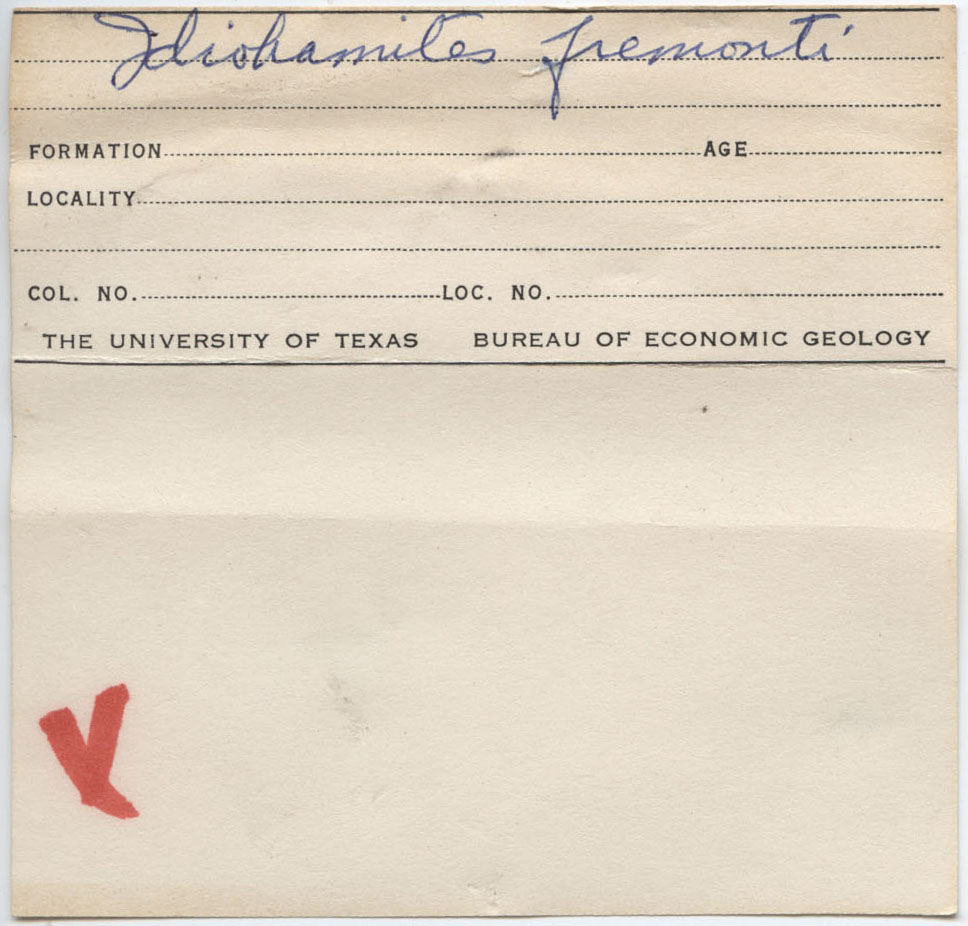 Idiohamites fremonti
FORMATION AGE
LOCALITY
COL. NO. LOC. NO.
THE UNIVERSITY OF TEXAS BUREAU OF ECONOMIC GEOLOGY